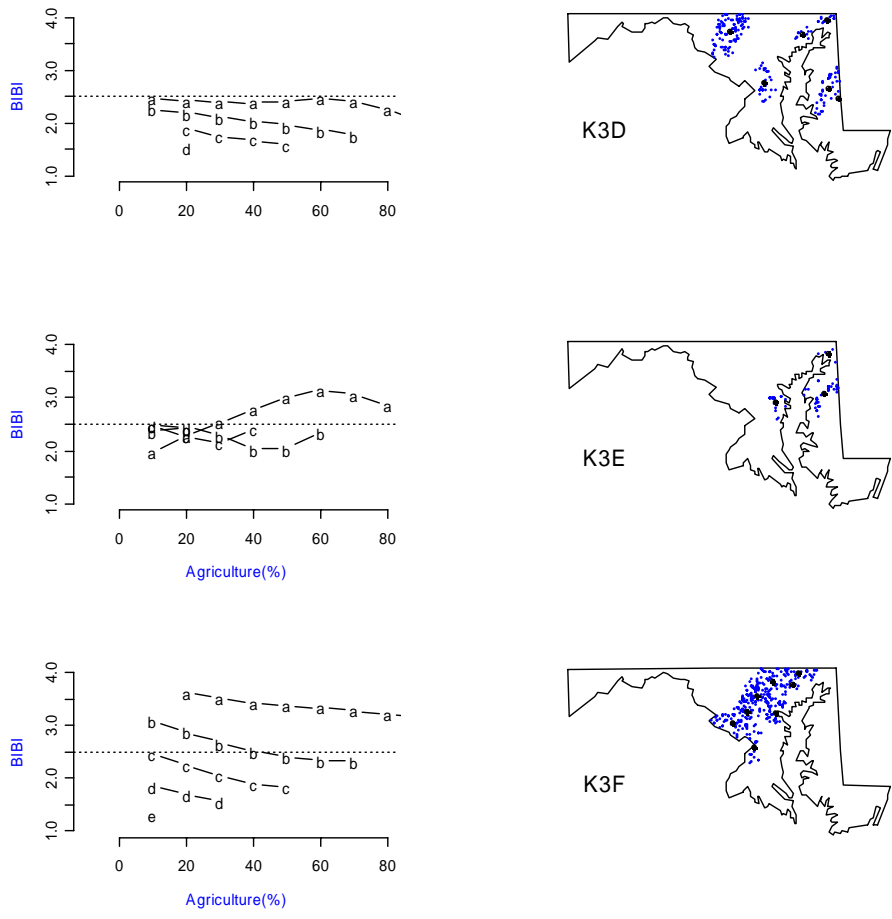 4.0
3.0
2.0
1.0
BIBI
a a a a a a a a
b b b b b b b
c c c c
d
0 20 40 60 80
K3D
4.0
3.0
2.0
1.0
BIBI
a a a a a a a
b b b b
c c
0 20 40 60 80
Agriculture(%)
K3E
4.0
3.0
2.0
1.0
BIBI
a a a a a a a
b b b b b b b
c c c c c
d d d
e
0 20 40 60 80
Agriculture(%)
K3F